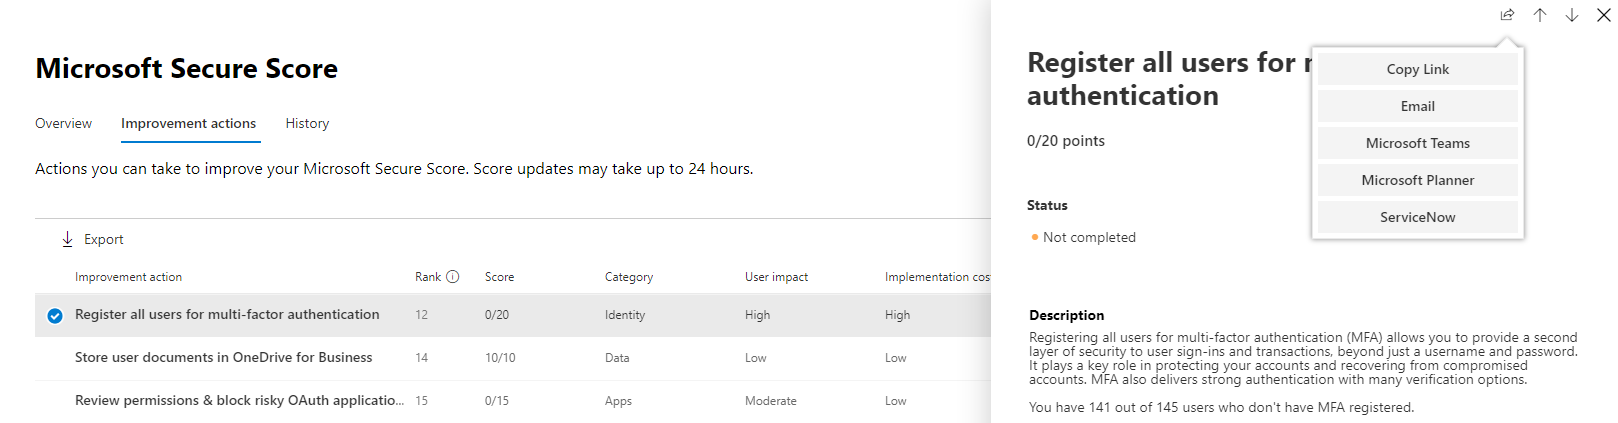 Microsoft Secure Score
Overview Improvement actions History
Actions you can take to improve your Microsoft Secure Score. Score updates may take up to 24 hours.
Export
Improvement action Rank Score Category User impact Implementation cos
Register all users for multi-factor authentication 12 0/20 Identity High High
Store user documents in OneDrive for Business 14 10/10 Data Low Low
Review permissions & block risky OAuth applicatio... 15 0/15 Apps Moderate Low
Register all users for
authentication
0/20 points
Copy Link
Email
Microsoft Teams
Microsoft Planner
ServiceNow
Status
Not completed
Description
Registering all users for multi-factor authentication (MFA) allows you to provide a second
layer of security to user sign-ins and transactions, beyond just a username and password.
It plays a key role in protecting your accounts and recovering from compromised
accounts. MFA also delivers strong authentication with many verification options.
You have 141 out of 145 users who don't have MFA registered.